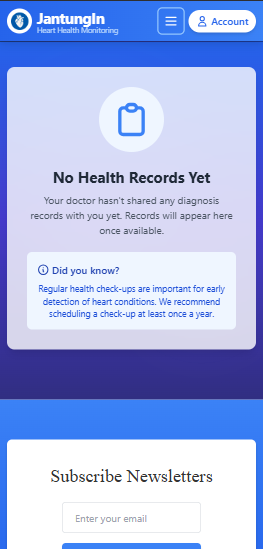 JantungIn
Heart Health Monitoring
Account
No Health Records Yet
Your doctor hasn't shared any diagnosis
records with you yet. Records will appear here
once available.
Did you know?
Regular health check-ups are important for early
detection of heart conditions. We recommend
scheduling a check-up at least once a year.
Subscribe Newsletters
Enter your email